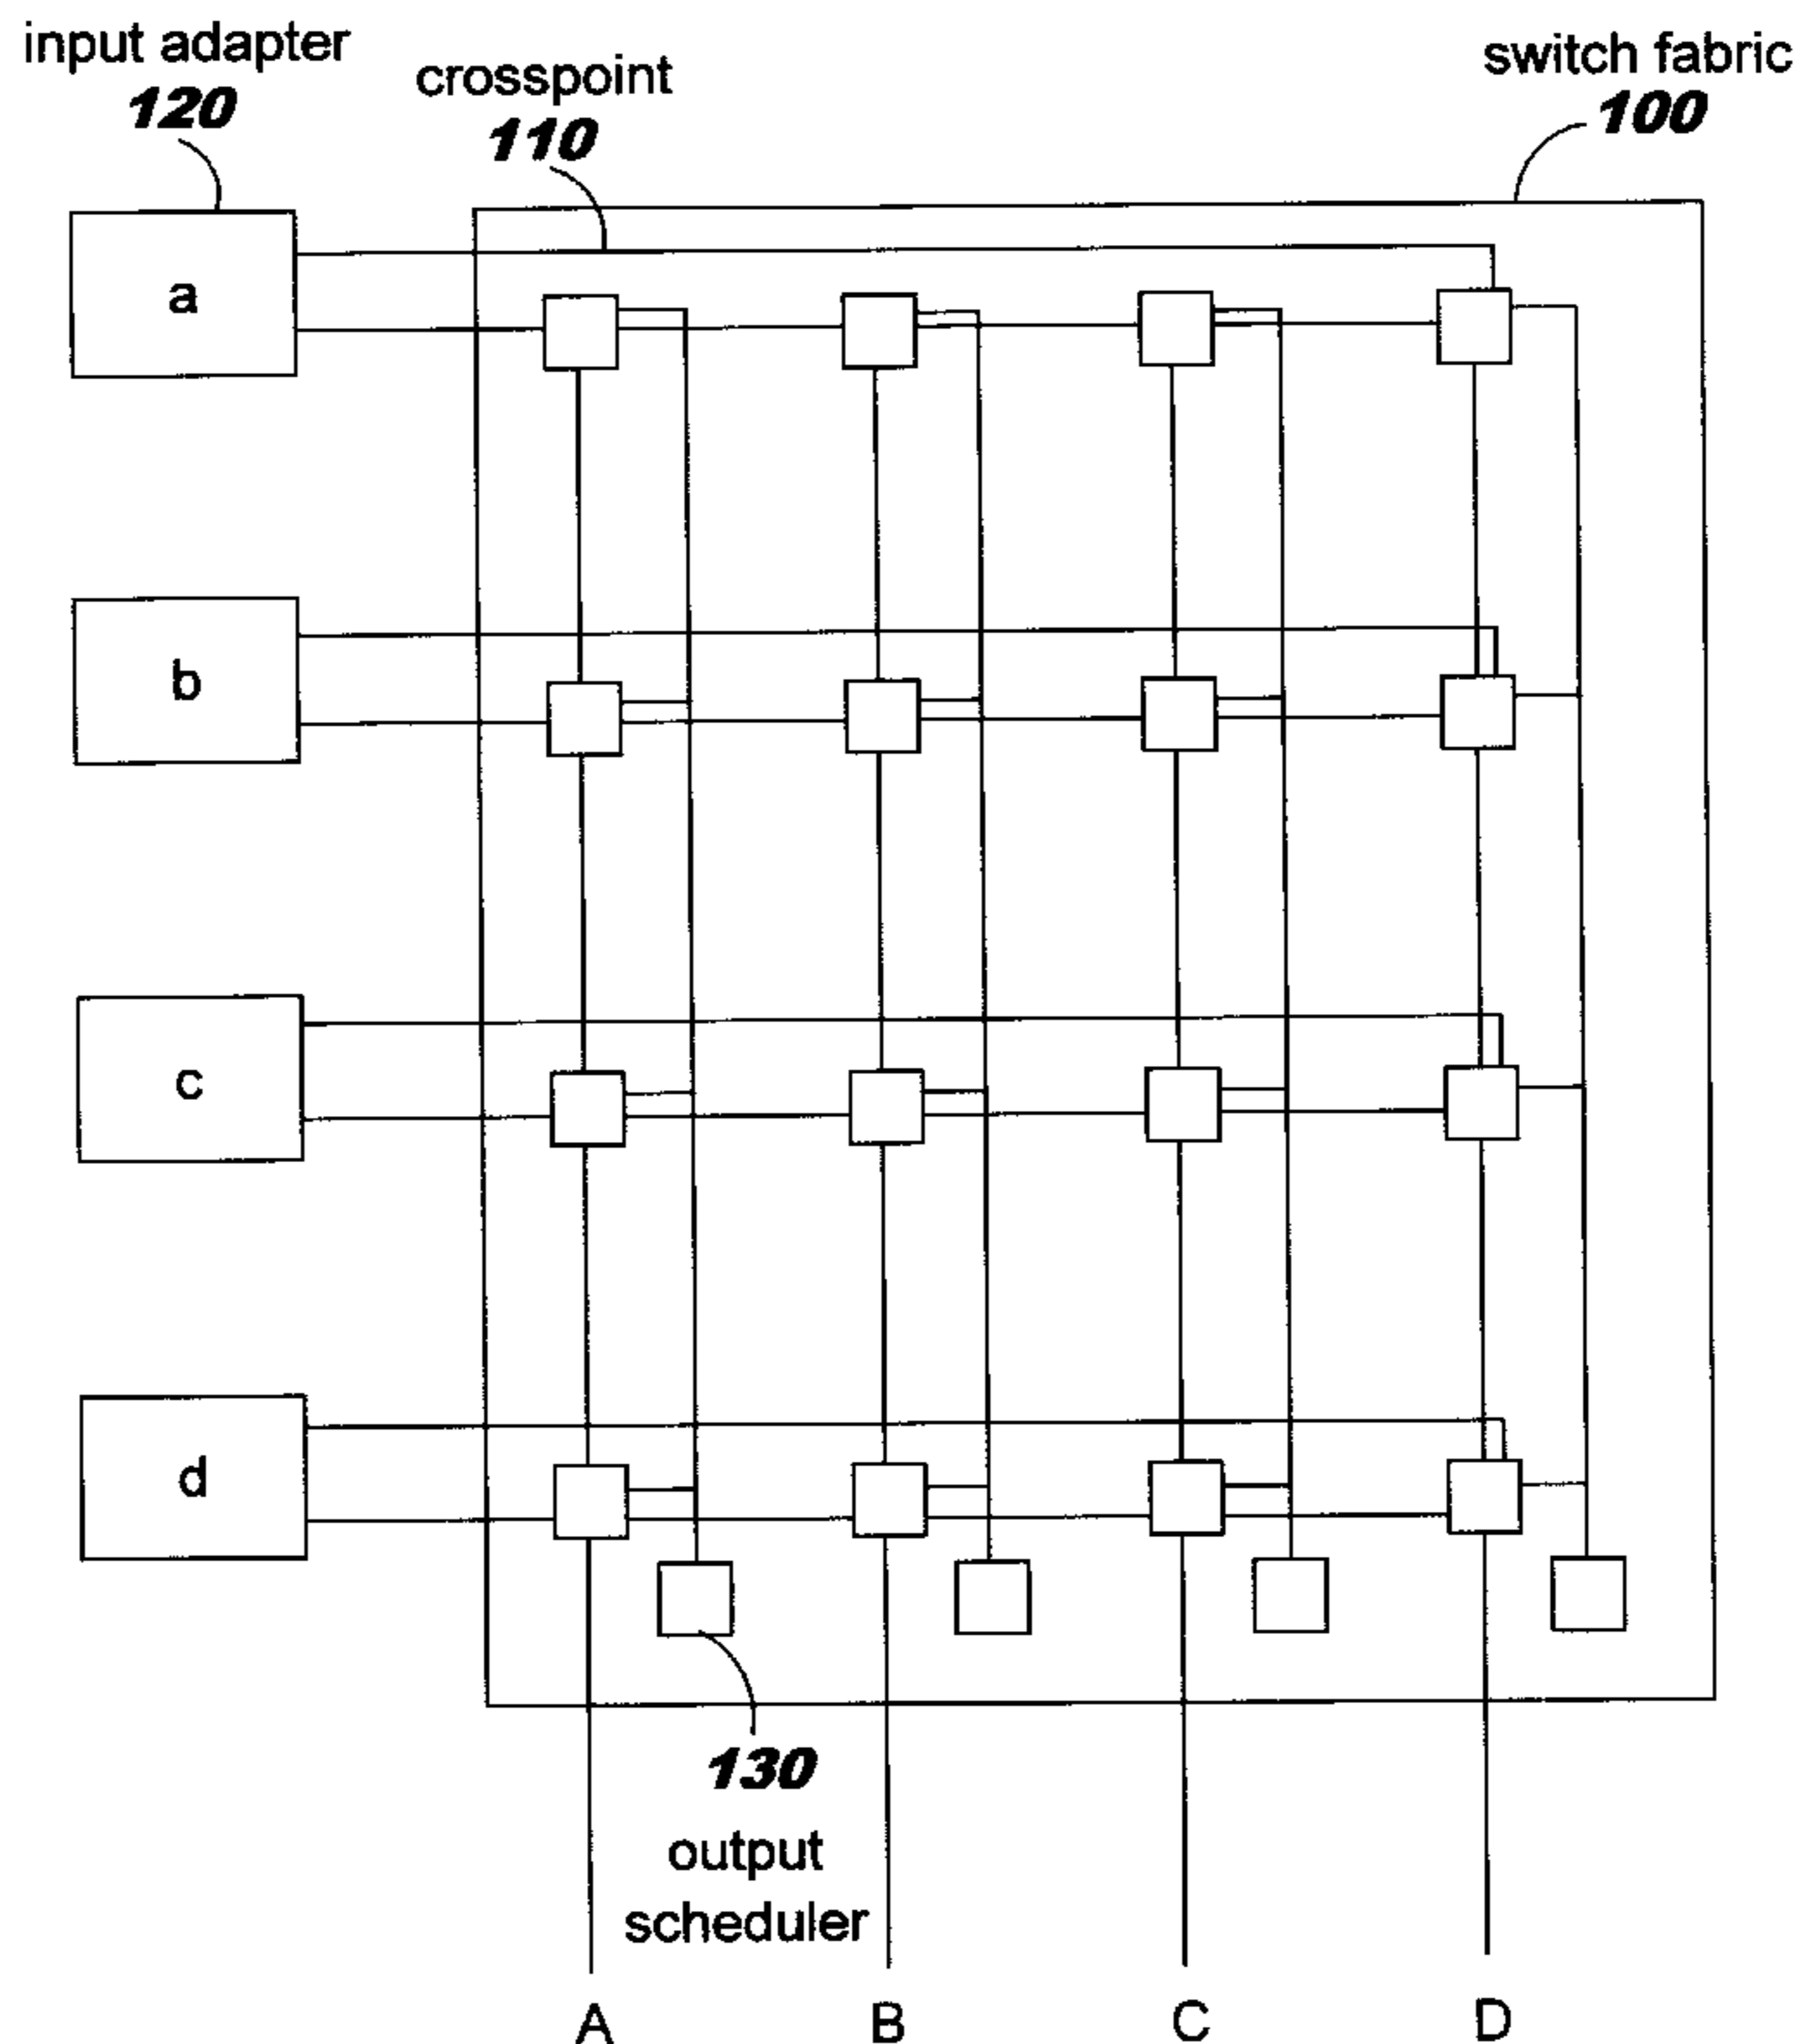 input adapter
120
crosspoint
110
switch fabric
100
a
b
c
d
130
output
scheduler
A
B
C
D